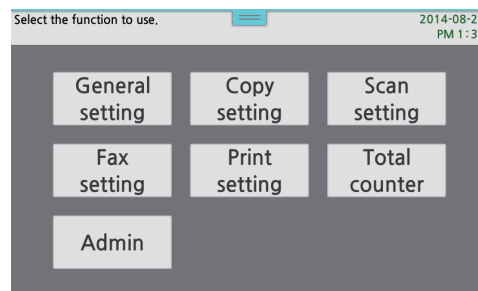 Select the function to use.
2014-08-2
PM 1:3
General
setting
Copy
setting
Scan
setting
Fax
setting
Print
setting
Total
counter
Admin